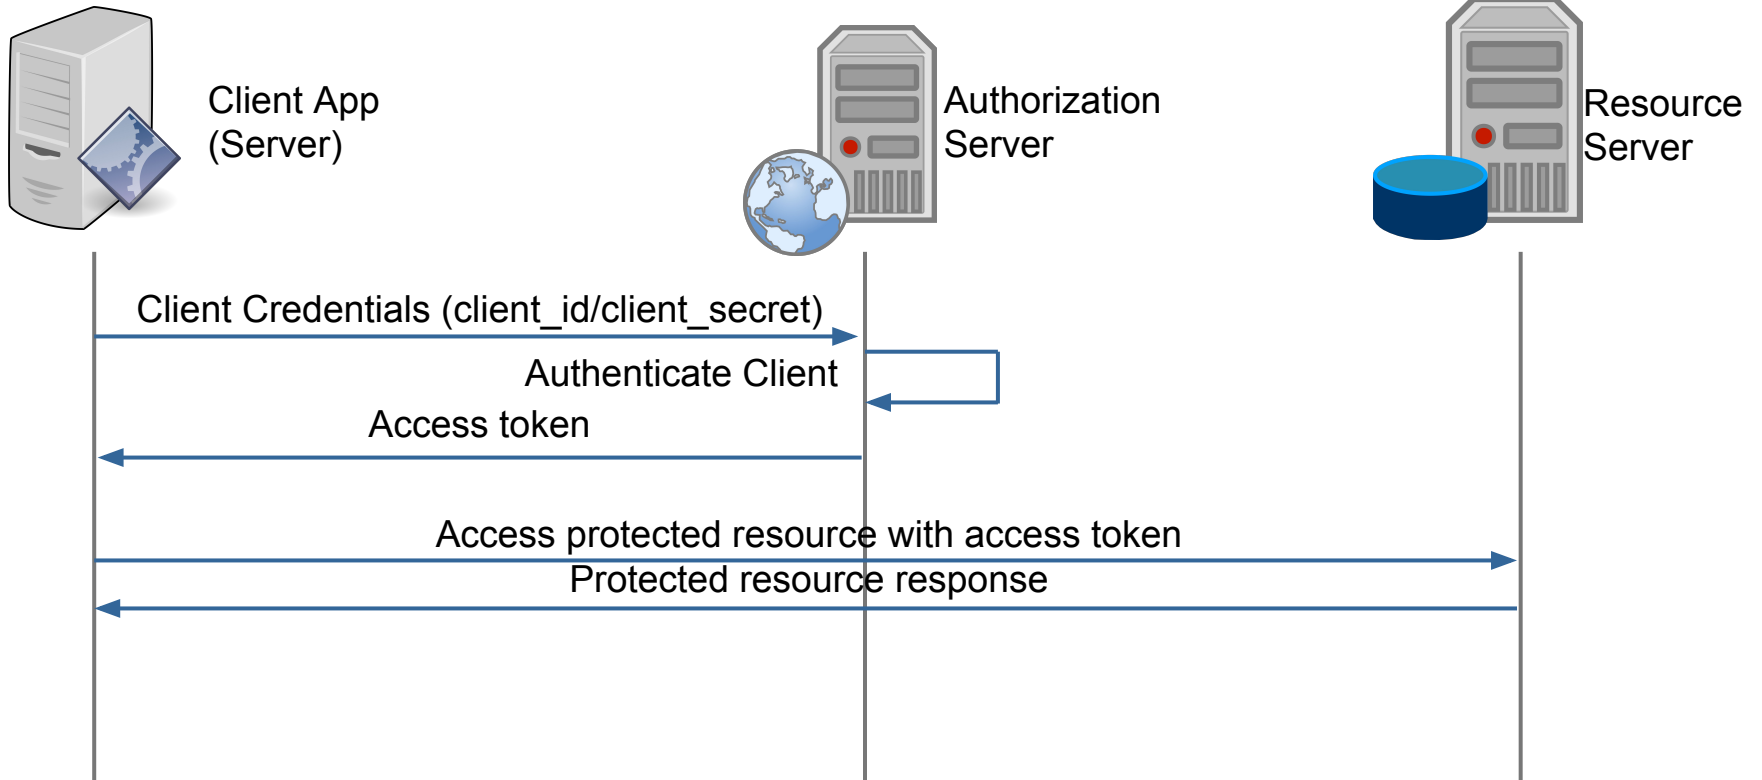 Client App
(Server)
Authorization
Server
Resource
Server
Client Credentials (client_id/client_secret)
Authenticate Client
Access token
Access protected resource with access token
Protected resource response